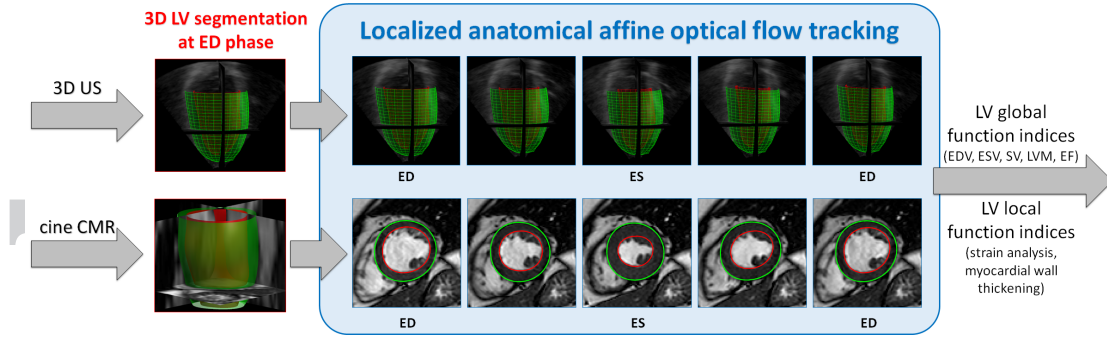 3D LV segmentation
at ED phase
Localized anatomical affine optical flow tracking
3D US
ED
ES
ED
cine CMR
ED
ES
ED
LV global
function indices
(EDV, ESV, SV, LVM, EF)
LV local
function indices
(strain analysis,
myocardial wall
thickening)